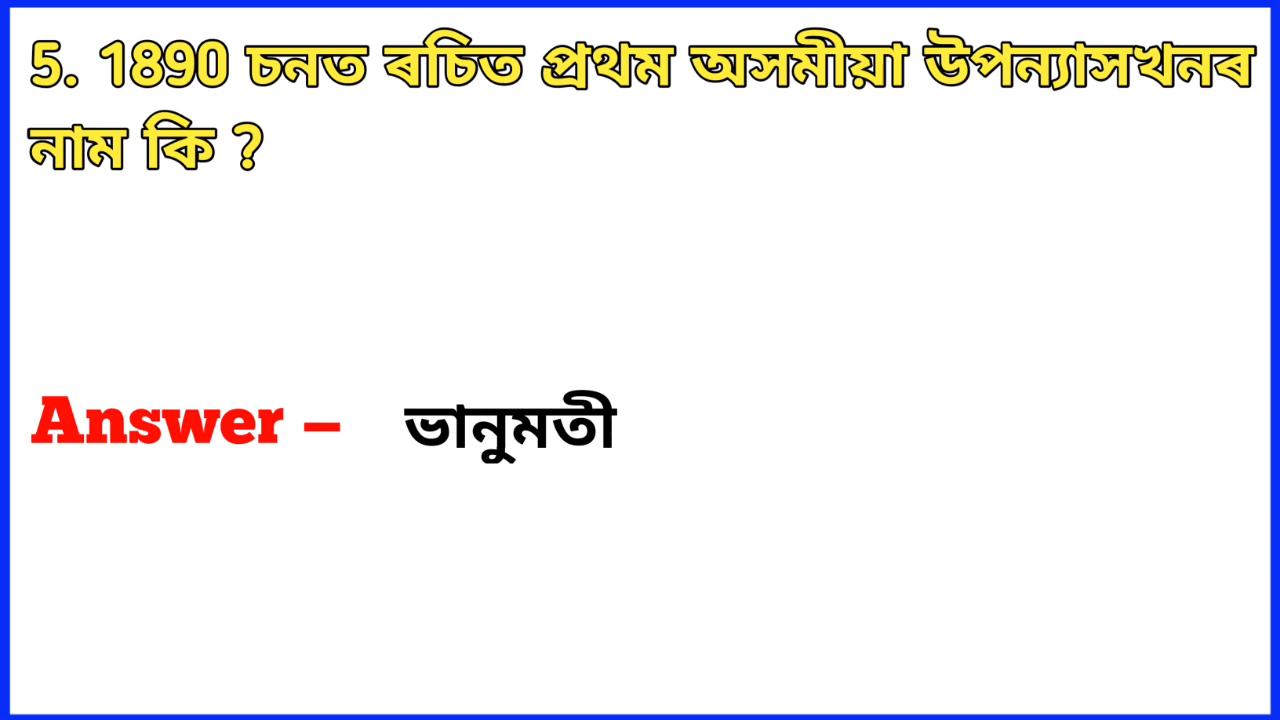 5. 1890 চনত ৰচিত প্ৰথম অসমীয়া উপন্যাসখনৰ
নাম কি ?
Answer – ভানুমতী